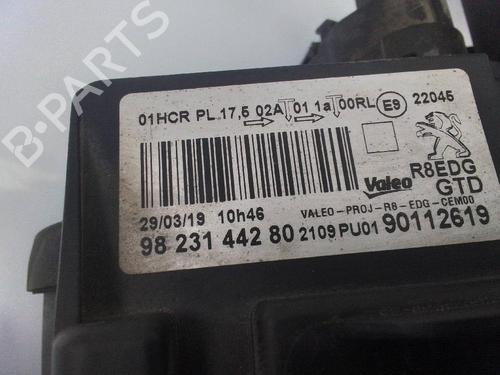 B-PARTS
01HCR PL.17,5 02A 01 1a 00RL E9 22045
R8EDG
Valeo GTD
29/03/19 10h46 VALEO-PROJ-R8-EDG-CEM00
98 231 442 80 2109 PU01 90112619